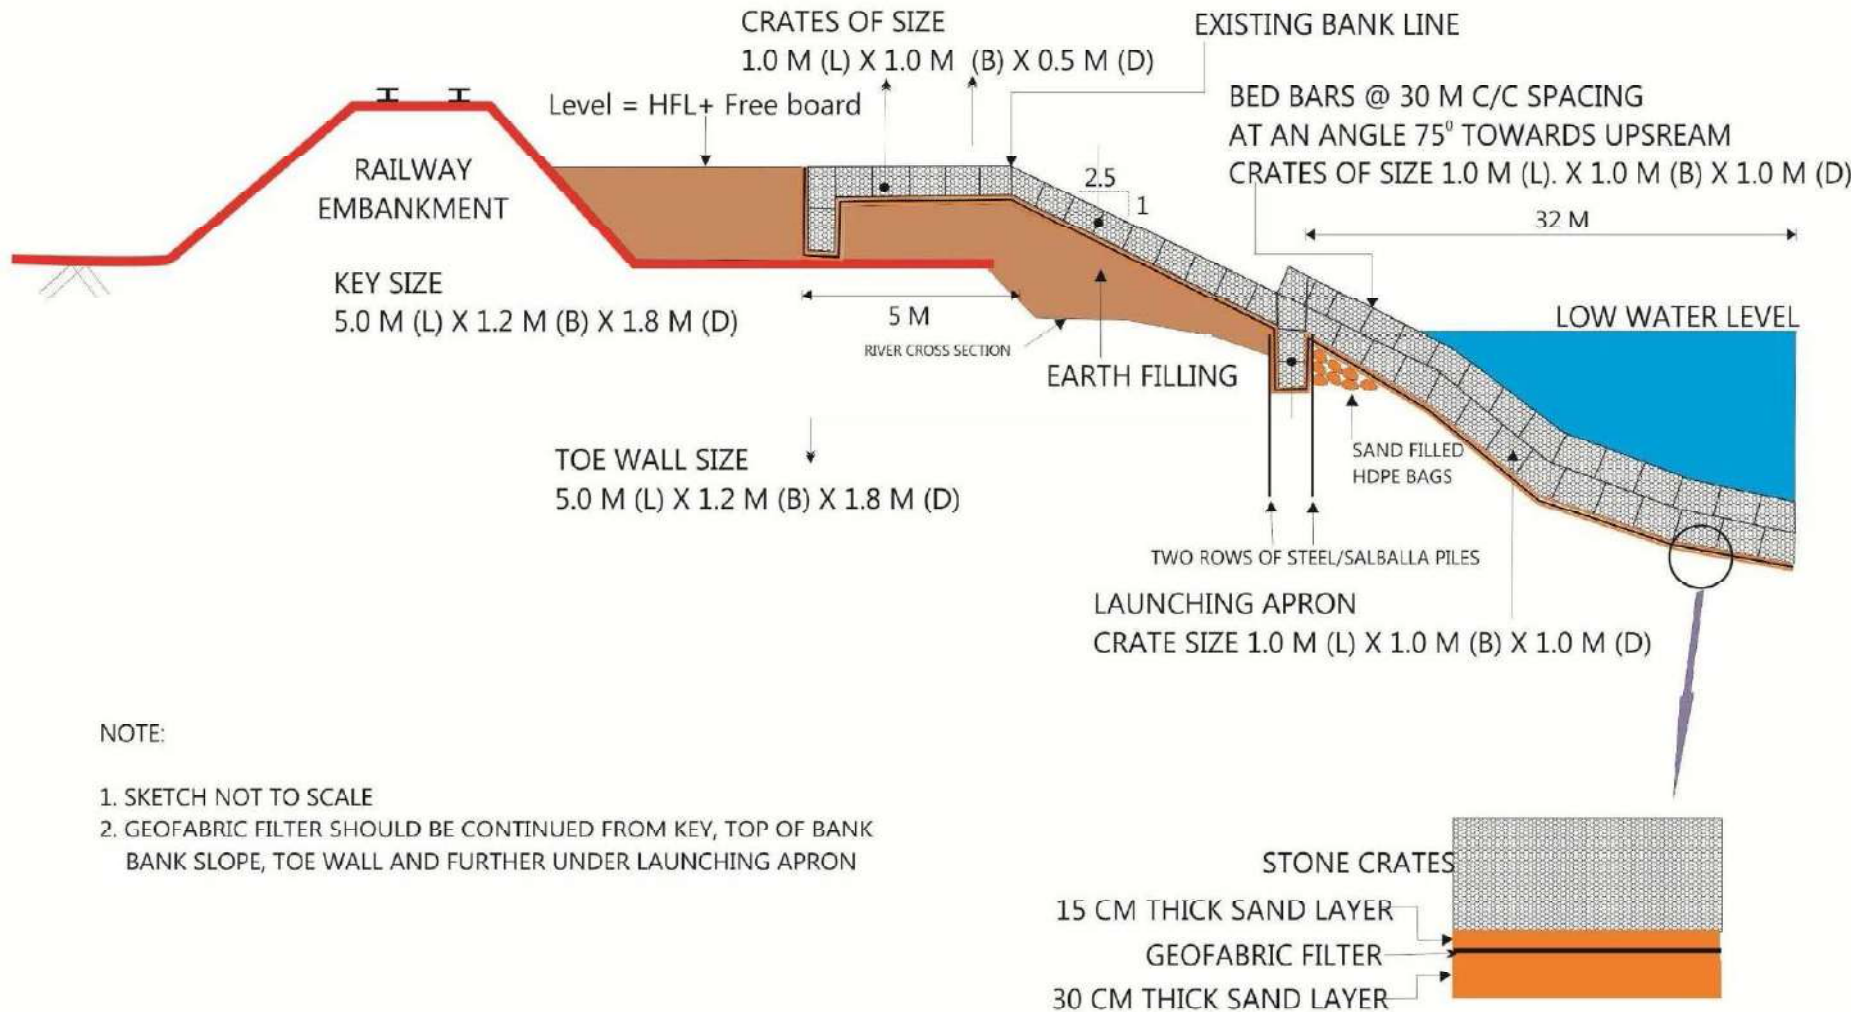 CRATES OF SIZE
1.0 M (L) X 1.0 M (B) X 0.5 M (D)
EXISTING BANK LINE
Level = HFL+ Free board
BED BARS @ 30 M C/C SPACING
AT AN ANGLE 75⁰ TOWARDS UPSREAM
CRATES OF SIZE 1.0 M (L). X 1.0 M (B) X 1.0 M (D)
RAILWAY
EMBANKMENT
2.5
1
32 M
KEY SIZE
5.0 M (L) X 1.2 M (B) X 1.8 M (D)
5 M
LOW WATER LEVEL
RIVER CROSS SECTION
EARTH FILLING
TOE WALL SIZE
5.0 M (L) X 1.2 M (B) X 1.8 M (D)
SAND FILLED
HDPE BAGS
TWO ROWS OF STEEL/SALBALLA PILES
LAUNCHING APRON
CRATE SIZE 1.0 M (L) X 1.0 M (B) X 1.0 M (D)
NOTE:
1. SKETCH NOT TO SCALE
2. GEOFABRIC FILTER SHOULD BE CONTINUED FROM KEY, TOP OF BANK
BANK SLOPE, TOE WALL AND FURTHER UNDER LAUNCHING APRON
STONE CRATES
15 CM THICK SAND LAYER
GEOFABRIC FILTER
30 CM THICK SAND LAYER